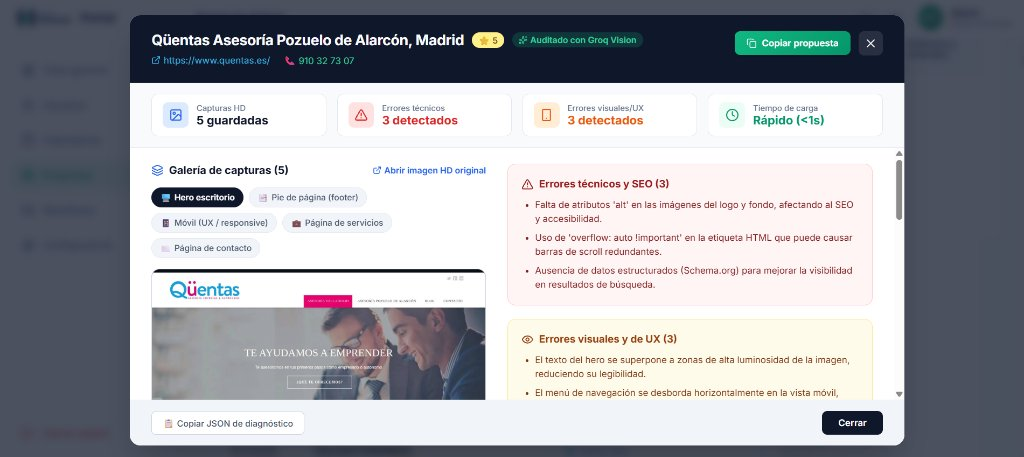 Qüentas Asesoría Pozuelo de Alarcón, Madrid
5
Auditado con Groq Vision
https://www.quentas.es/
910 32 73 07
Copiar propuesta
Capturas HD
5 guardadas
Errores técnicos
3 detectados
Errores visuales/UX
3 detectados
Tiempo de carga
Rápido (<1s)
Galería de capturas (5)
Abrir imagen HD original
Hero escritorio
Pie de página (footer)
Móvil (UX / responsive)
Página de servicios
Página de contacto
Qüentas
TE AYUDAMOS A EMPRENDER
¿QUÉ TE OFRECEMOS?
Errores técnicos y SEO (3)
Falta de atributos 'alt' en las imágenes del logo y fondo, afectando al SEO
y accesibilidad.
Uso de 'overflow: auto !important' en la etiqueta HTML que puede causar
barras de scroll redundantes.
Ausencia de datos estructurados (Schema.org) para mejorar la visibilidad
en resultados de búsqueda.
Errores visuales y de UX (3)
El texto del hero se superpone a zonas de alta luminosidad de la imagen,
reduciendo su legibilidad.
El menú de navegación se desborda horizontalmente en la vista móvil,
Copiar JSON de diagnóstico
Cerrar